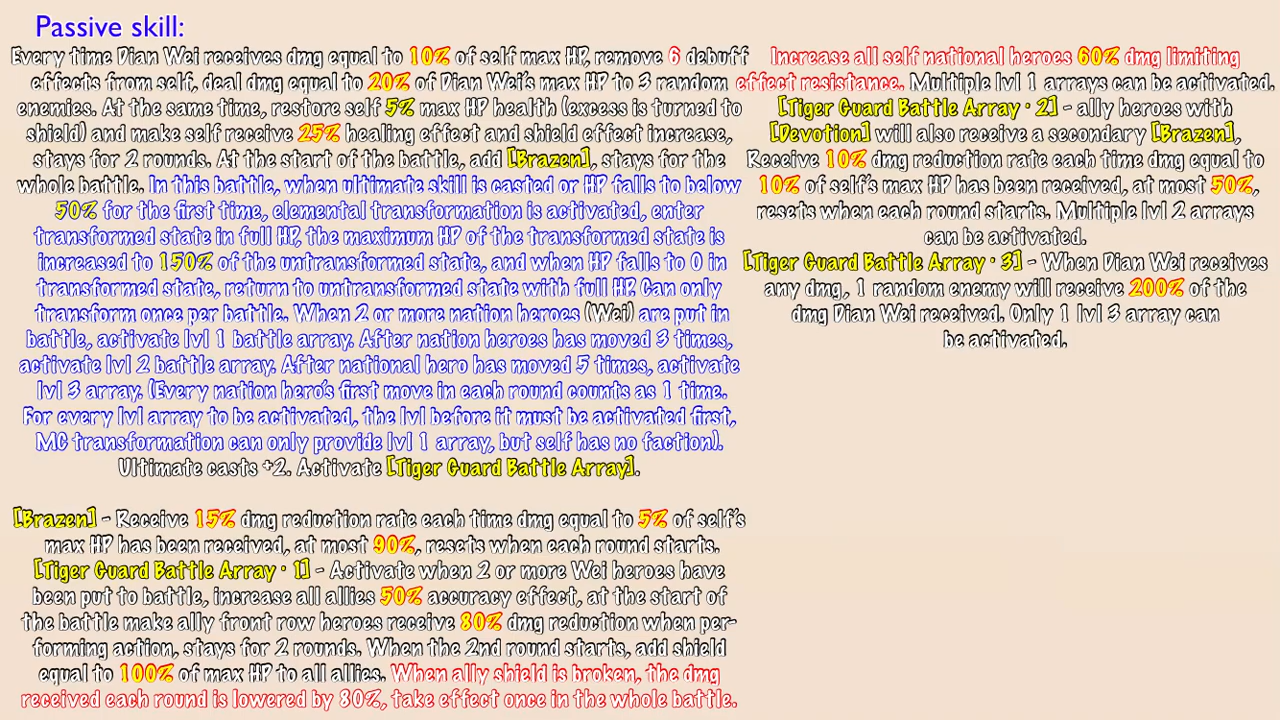 Passive skill:
Every time Dian Wei receives dmg equal to 10% of self max HP, remove 6 debuff
effects from self, deal dmg equal to 20% of Dian Wei's max HP to 3 random
enemies. At the same time, restore self 5% max HP health (excess is turned to
shield) and make self receive 25% healing effect and shield effect increase,
stays for 2 rounds. At the start of the battle, add [Brazen], stays for the
whole battle. In this battle, when ultimate skill is casted or HP falls to below
50% for the first time, elemental transformation is activated, enter
transformed state in full HP, the maximum HP of the transformed state is
increased to 150% of the untransformed state, and when HP falls to 0 in
transformed state, return to untransformed state with full HP. Can only
transform once per battle. When 2 or more nation heroes (Wei) are put in
battle, activate lvl 1 battle array. After nation heroes has moved 3 times,
activate lvl 2 battle array. After national hero has moved 5 times, activate
lvl 3 array. (Every nation hero's first move in each round counts as 1 time.
For every lvl array to be activated, the lvl before it must be activated first,
MC transformation can only provide lvl 1 array, but self has no faction).
Ultimate casts +2. Activate [Tiger Guard Battle Array].
[Brazen] - Receive 15% dmg reduction rate each time dmg equal to 5% of self's
max HP has been received, at most 90%, resets when each round starts.
[Tiger Guard Battle Array · 1] - Activate when 2 or more Wei heroes have
been put to battle, increase all allies 50% accuracy effect, at the start of
the battle make ally front row heroes receive 80% dmg reduction when per-
forming action, stays for 2 rounds. When the 2nd round starts, add shield
equal to 100% of max HP to all allies. When ally shield is broken, the dmg
received each round is lowered by 80%, take effect once in the whole battle.
Increase all self national heroes 60% dmg limiting
effect resistance. Multiple lvl 1 arrays can be activated.
[Tiger Guard Battle Array · 2] - ally heroes with
[Devotion] will also receive a secondary [Brazen],
Receive 10% dmg reduction rate each time dmg equal to
10% of self's max HP has been received, at most 50%,
resets when each round starts. Multiple lvl 2 arrays
can be activated.
[Tiger Guard Battle Array · 3] - When Dian Wei receives
any dmg, 1 random enemy will receive 200% of the
dmg Dian Wei received. Only 1 lvl 3 array can
be activated.